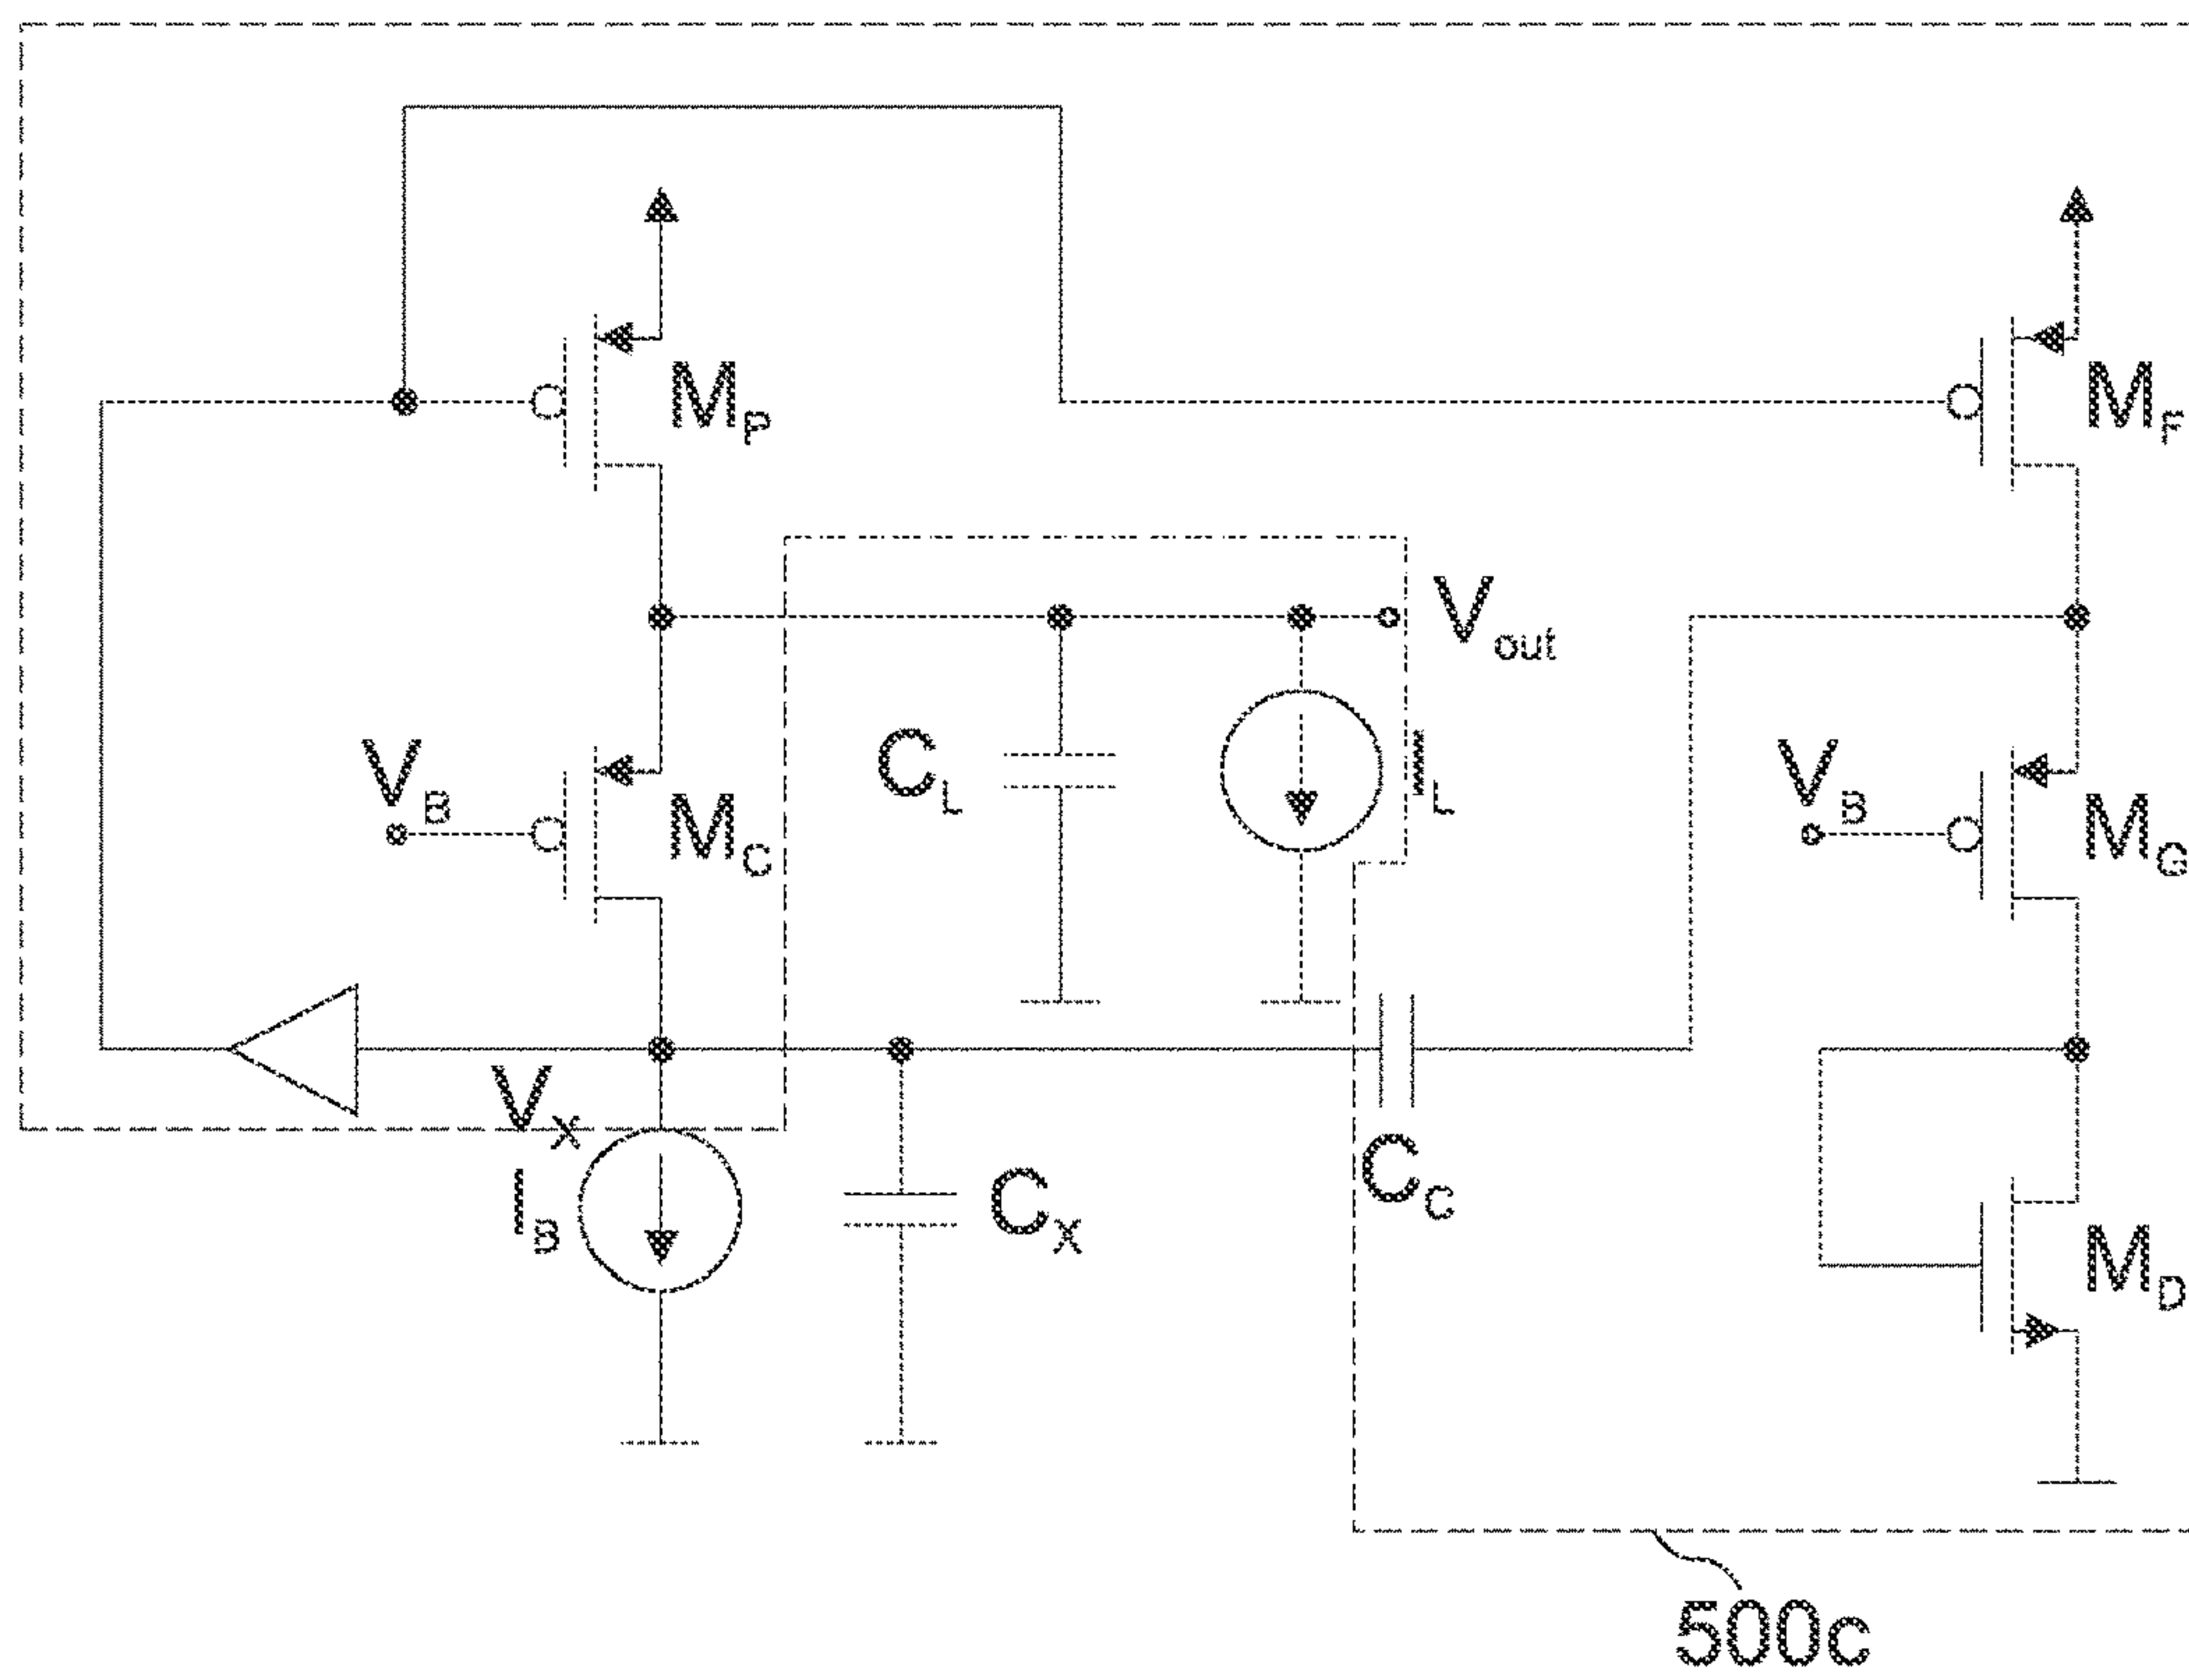 M_P
M_F
V_out
V_B
M_C
C_L
I_L
V_B
M_G
V_X
I_B
C_X
C_C
M_D
500c